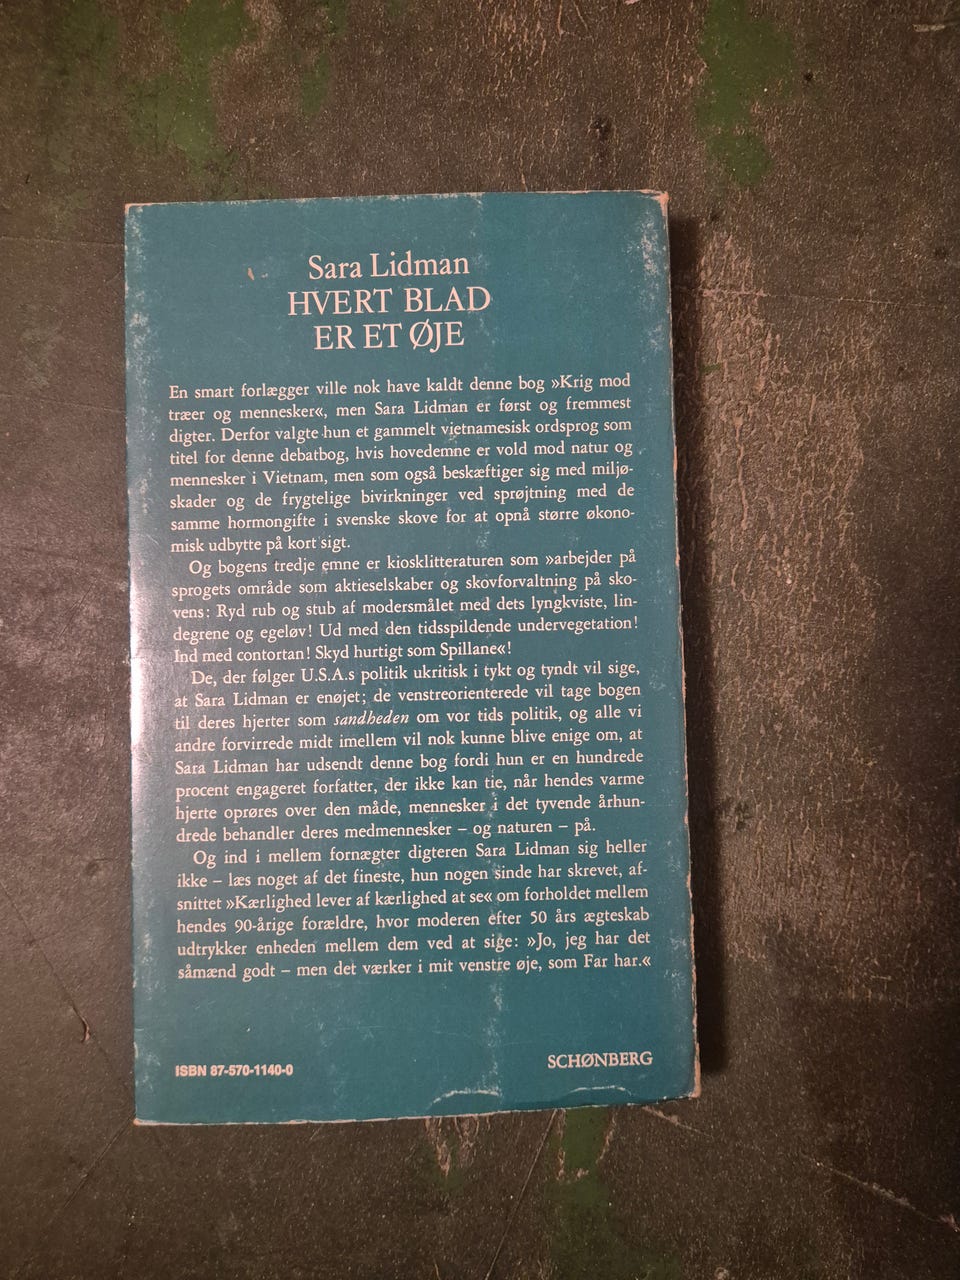 Sara Lidman
HVERT BLAD
ER ET ØJE
En smart forlægger ville nok have kaldt denne bog »Krig mod
træer og mennesker«, men Sara Lidman er først og fremmest
digter. Derfor valgte hun et gammelt vietnamesisk ordsprog som
titel for denne debatbog, hvis hovedemne er vold mod natur og
mennesker i Vietnam, men som også beskæftiger sig med miljø-
skader og de frygtelige bivirkninger ved sprøjtning med de
samme hormongifte i svenske skove for at opnå større økono-
misk udbytte på kort sigt.
Og bogens tredje emne er kiosklitteraturen som »arbejder på
sprogets område som aktieselskaber og skovforvaltning på sko-
vens: Ryd rub og stub af modersmålet med dets lyngkviste, lin-
degrene og egeløv! Ud med den tidsspildende undervegetation!
Ind med contortan! Skyd hurtigt som Spillane«!
De, der følger U.S.A.s politik ukritisk i tykt og tyndt vil sige,
at Sara Lidman er enøjet; de venstreorienterede vil tage bogen
til deres hjerter som sandheden om vor tids politik, og alle vi
andre forvirrede midt imellem vil nok kunne blive enige om, at
Sara Lidman har udsendt denne bog fordi hun er en hundrede
procent engageret forfatter, der ikke kan tie, når hendes varme
hjerte oprøres over den måde, mennesker i det tyvende århun-
drede behandler deres medmennesker – og naturen – på.
Og ind i mellem fornægter digteren Sara Lidman sig heller
ikke – læs noget af det fineste, hun nogen sinde har skrevet, af-
snittet »Kærlighed lever af kærlighed at se« om forholdet mellem
hendes 90-årige forældre, hvor moderen efter 50 års ægteskab
udtrykker enheden mellem dem ved at sige: »Jo, jeg har det
såmænd godt – men det værker i mit venstre øje, som Far har.«
ISBN 87-570-1140-0
SCHØNBERG